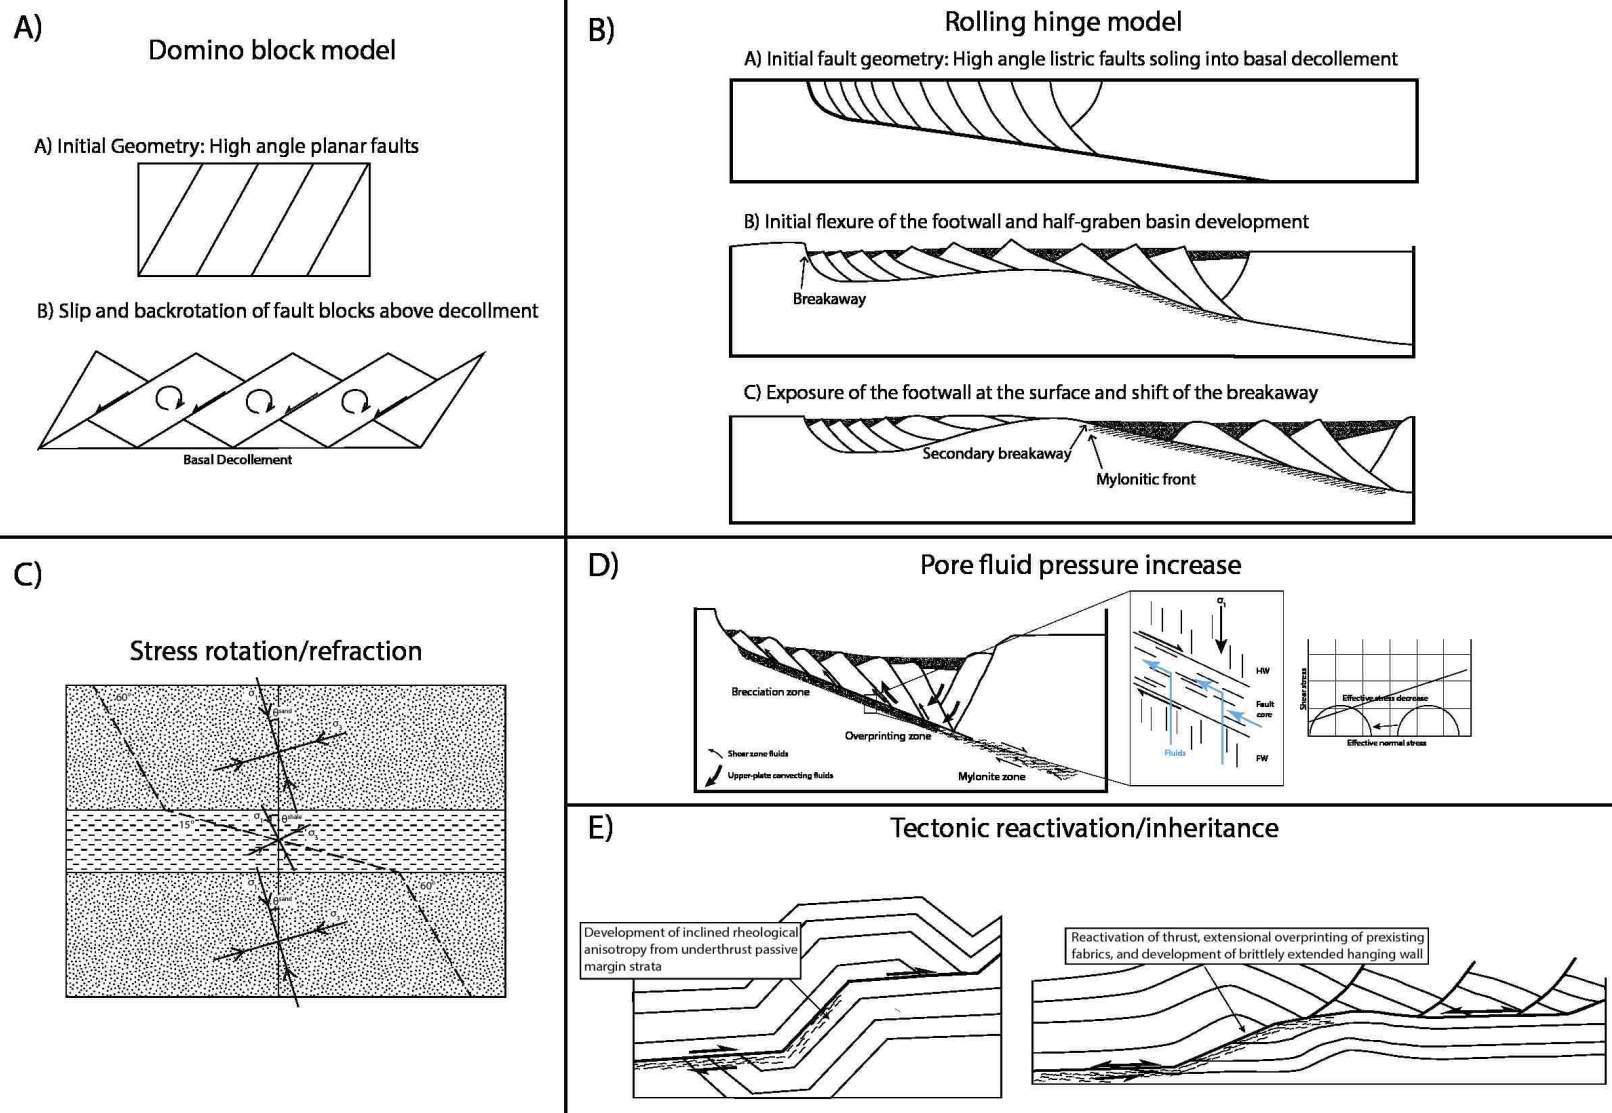 A)
Domino block model
A) Initial Geometry: High angle planar faults
B) Slip and backrotation of fault blocks above decollment
Basal Decollement
B)
Rolling hinge model
A) Initial fault geometry: High angle listric faults soling into basal decollement
B) Initial flexure of the footwall and half-graben basin development
Breakaway
C) Exposure of the footwall at the surface and shift of the breakaway
Secondary breakaway
Mylonitic front
C)
Stress rotation/refraction
60°
θsand
15°
θshale
σ3
θsand
60°
D)
Pore fluid pressure increase
Brecciation zone
Overprinting zone
Mylonite zone
Shear zone fluids
Upper-plate convecting fluids
σ1
HW
Fault
core
Fluids
FW
Shear stress
Effective stress decrease
Effective normal stress
E)
Tectonic reactivation/inheritance
Development of inclined rheological
anisotropy from underthrust passive
margin strata
Reactivation of thrust, extensional overprinting of prexisting
fabrics, and development of brittlely extended hanging wall